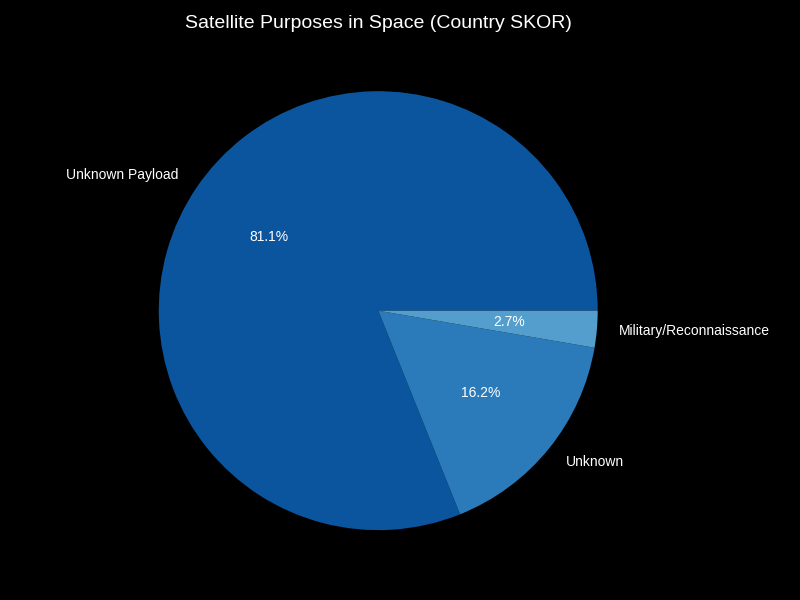 Satellite Purposes in Space (Country SKOR)
Unknown Payload
81.1%
2.7%
Military/Reconnaissance
16.2%
Unknown